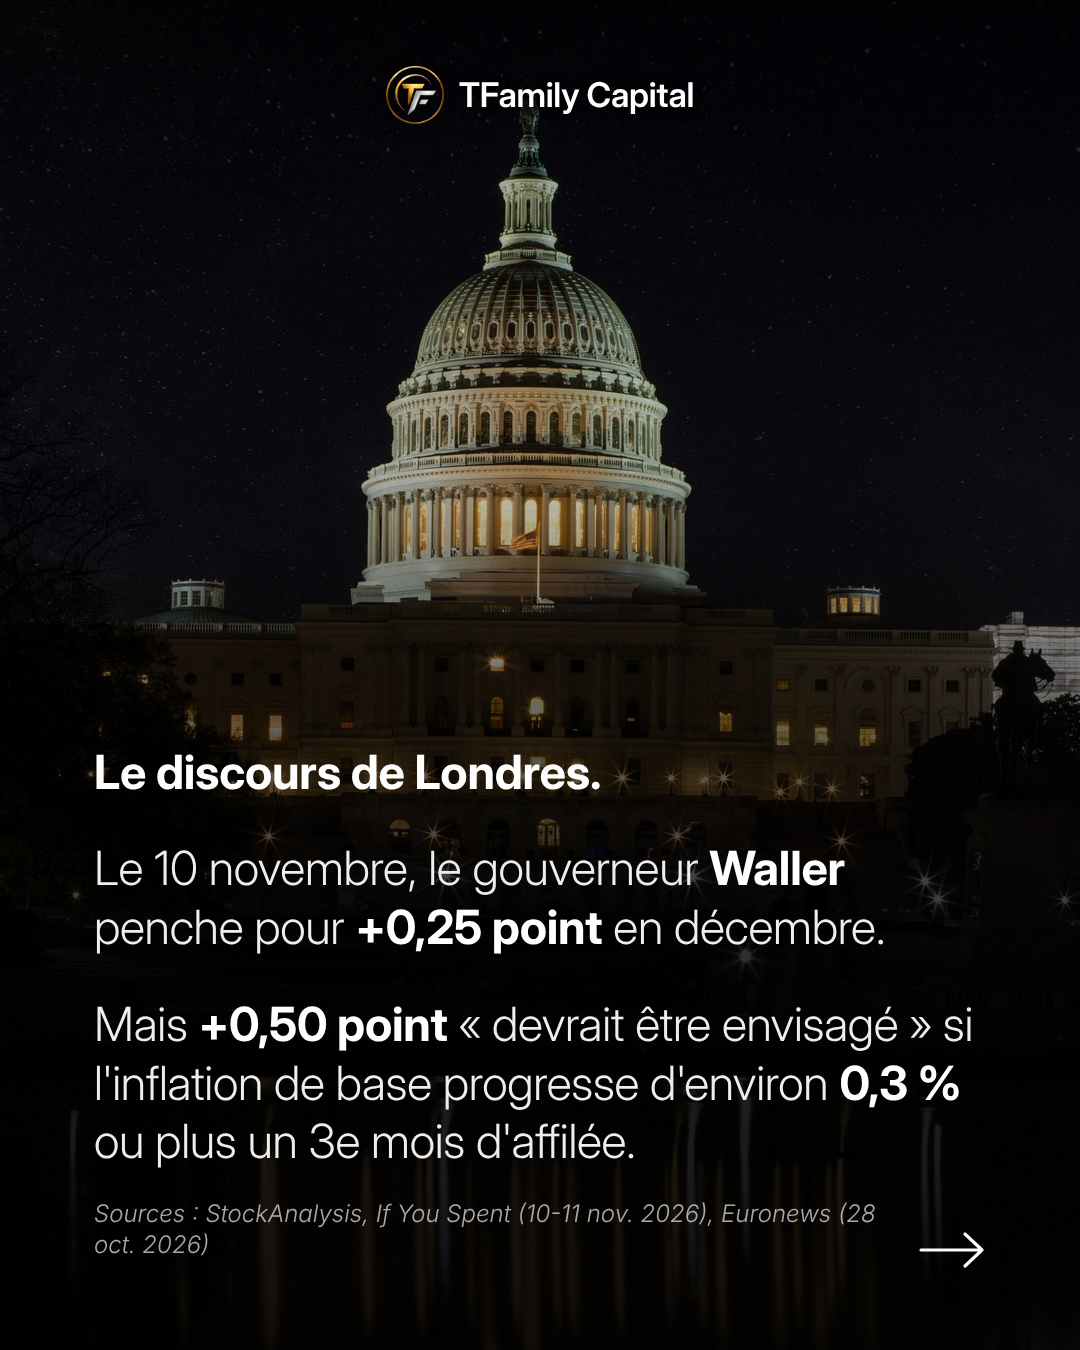 TFamily Capital
Le discours de Londres.
Le 10 novembre, le gouverneur Waller
penche pour +0,25 point en décembre.
Mais +0,50 point « devrait être envisagé » si
l'inflation de base progresse d'environ 0,3 %
ou plus un 3e mois d'affilée.
Sources : StockAnalysis, If You Spent (10-11 nov. 2026), Euronews (28
oct. 2026)